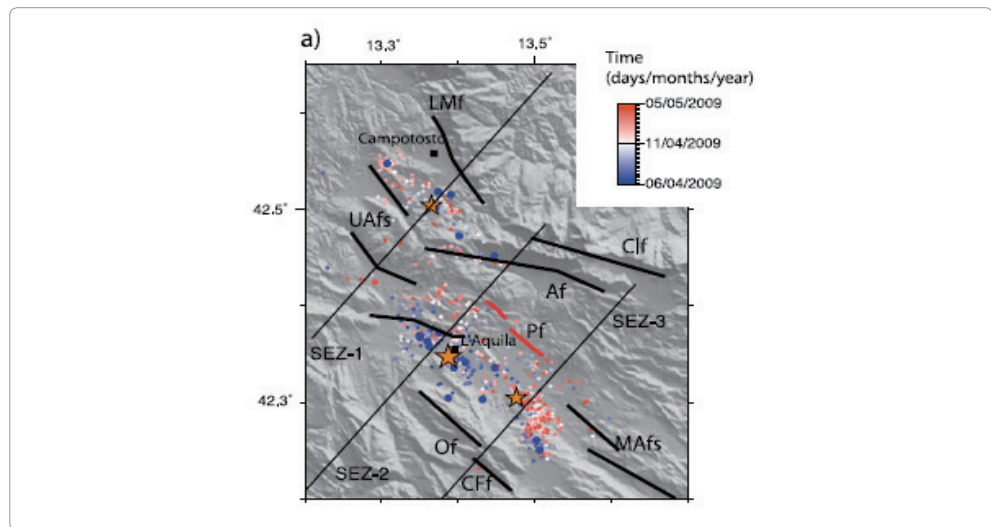 a)
13.3°
13.5°
Time
(days/months/year)
05/05/2009
11/04/2009
06/04/2009
LMf
Campotosto
42.5°
UAfs
Clf
Af
SEZ-3
Pf
L'Aquila
SEZ-1
42.3°
Of
MAfs
SEZ-2
CFf